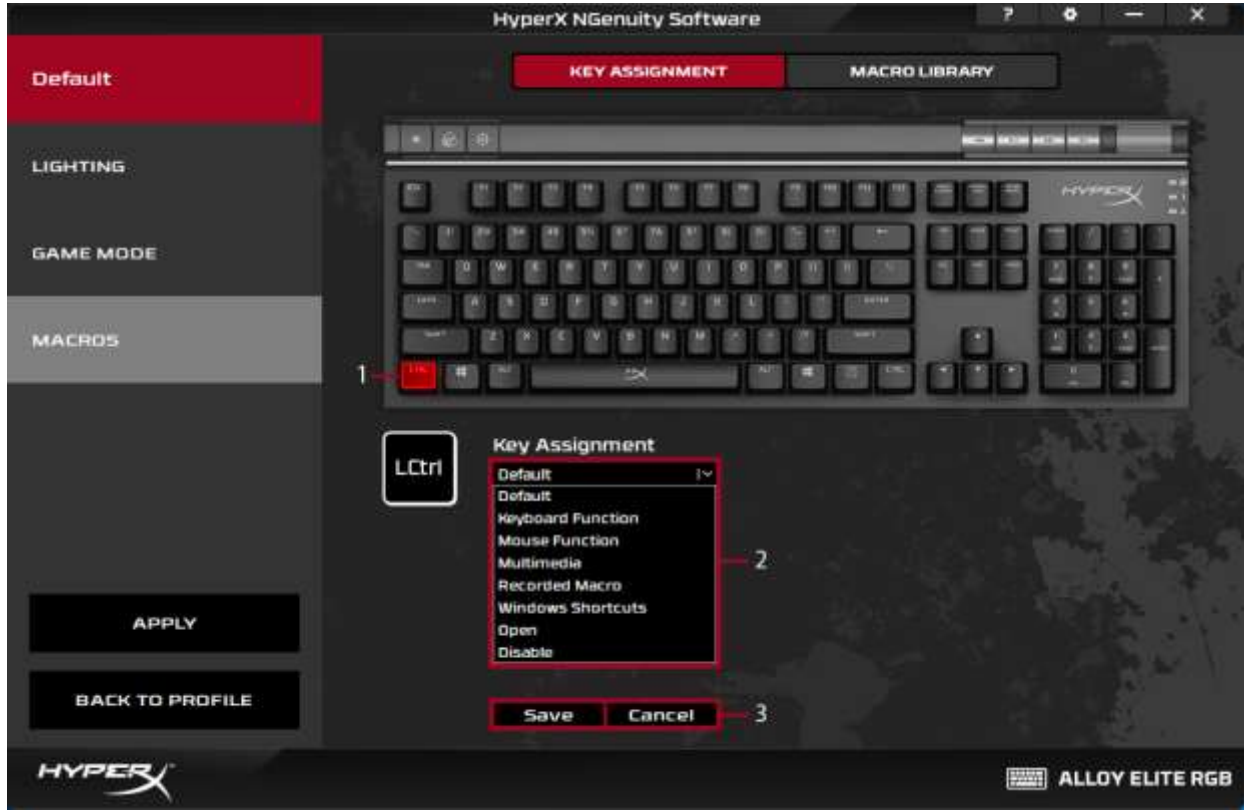 HyperX NGenuity Software
?
Default
KEY ASSIGNMENT MACRO LIBRARY
LIGHTING
GAME MODE
MACROS
HYPERX
1
CTRL
LCtrl
Key Assignment
Default
Default
Keyboard Function
Mouse Function
Multimedia
Recorded Macro
Windows Shortcuts
Open
Disable
2
Save Cancel
3
APPLY
BACK TO PROFILE
HYPERX
ALLOY ELITE RGB